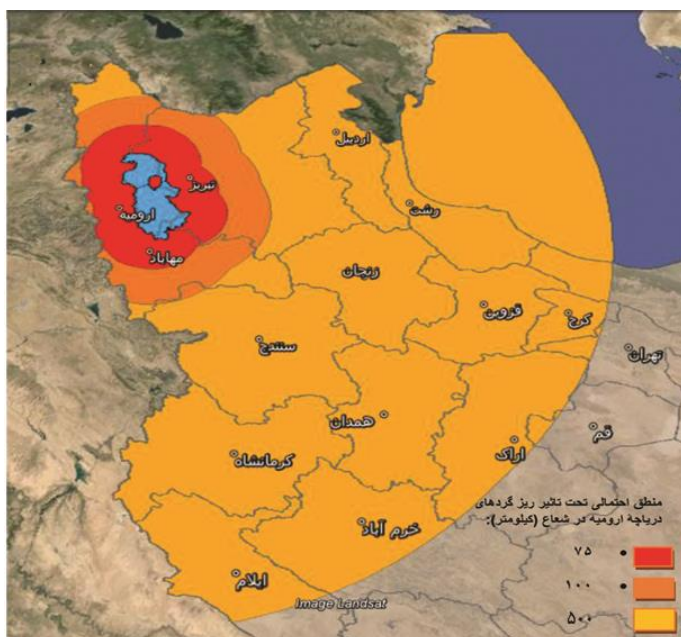 اردبیل
تبریز
ارومیه
رشت
مهاباد
زنجان
قزوین
کرج
تهران
سنندج
همدان
قم
اراک
کرمانشاه
خرم آباد
ایلام
منطق احتمالی تحت تاثیر ریز گردهای
دریاچه ارومیه در شعاع (کیلومتر):
۷۵
۱۰۰
۵۰۰
Image Landsat